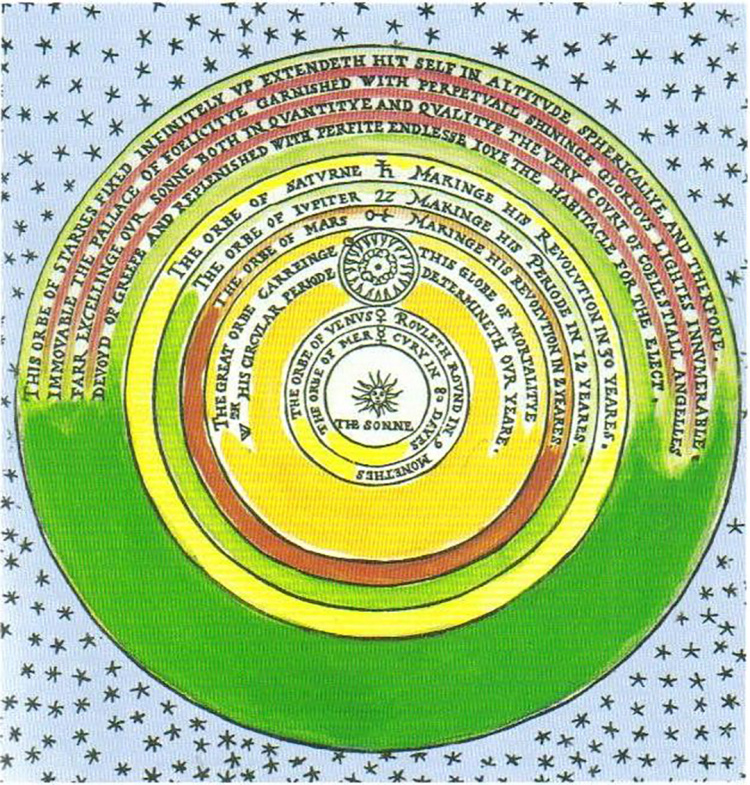 THIS ORBE OF STARRES FIXED INFINITELY VP EXTENDETH HIT SELF IN ALTITVDE SPHERICALLYE, AND THERFORE.
IMMOVABLE THE PALLACE OF FOELICITYE GARNISHED WITH PERPETVALL SHININGE GLORIOVS LIGHTES INNVMERABLE.
FARR EXCELLINGE OVR SONNE BOTH IN QVANTITYE AND QVALITYE THE VERY COVRT OF COELESTIALL ANGELLES
DEVOYD OF GREEFE AND REPLENISHED WITH PERFITE ENDLESSE IOYE THE HABITACLE FOR THE ELECT.
THE ORBE OF SATVRNE ♄ MAKINGE HIS REVOLVTION IN 30 YEARES.
THE ORBE OF IVPITER ♃ MAKINGE HIS PERIODE IN 12 YEARES
THE ORBE OF MARS ♂ MAKINGE HIS REVOLVTION IN 2 YEARES
THE GREAT ORBE CARREINGE THIS GLOBE OF MORTALITYE
HIS CIRCVLAR PERIODE DETERMINETH OVR YEARE.
THE ORBE OF VENVS ♀ ROVLETH ROVND IN 9 MONETHES
THE ORBE OF MER☿CVRY IN 80 DAYES
THE SONNE